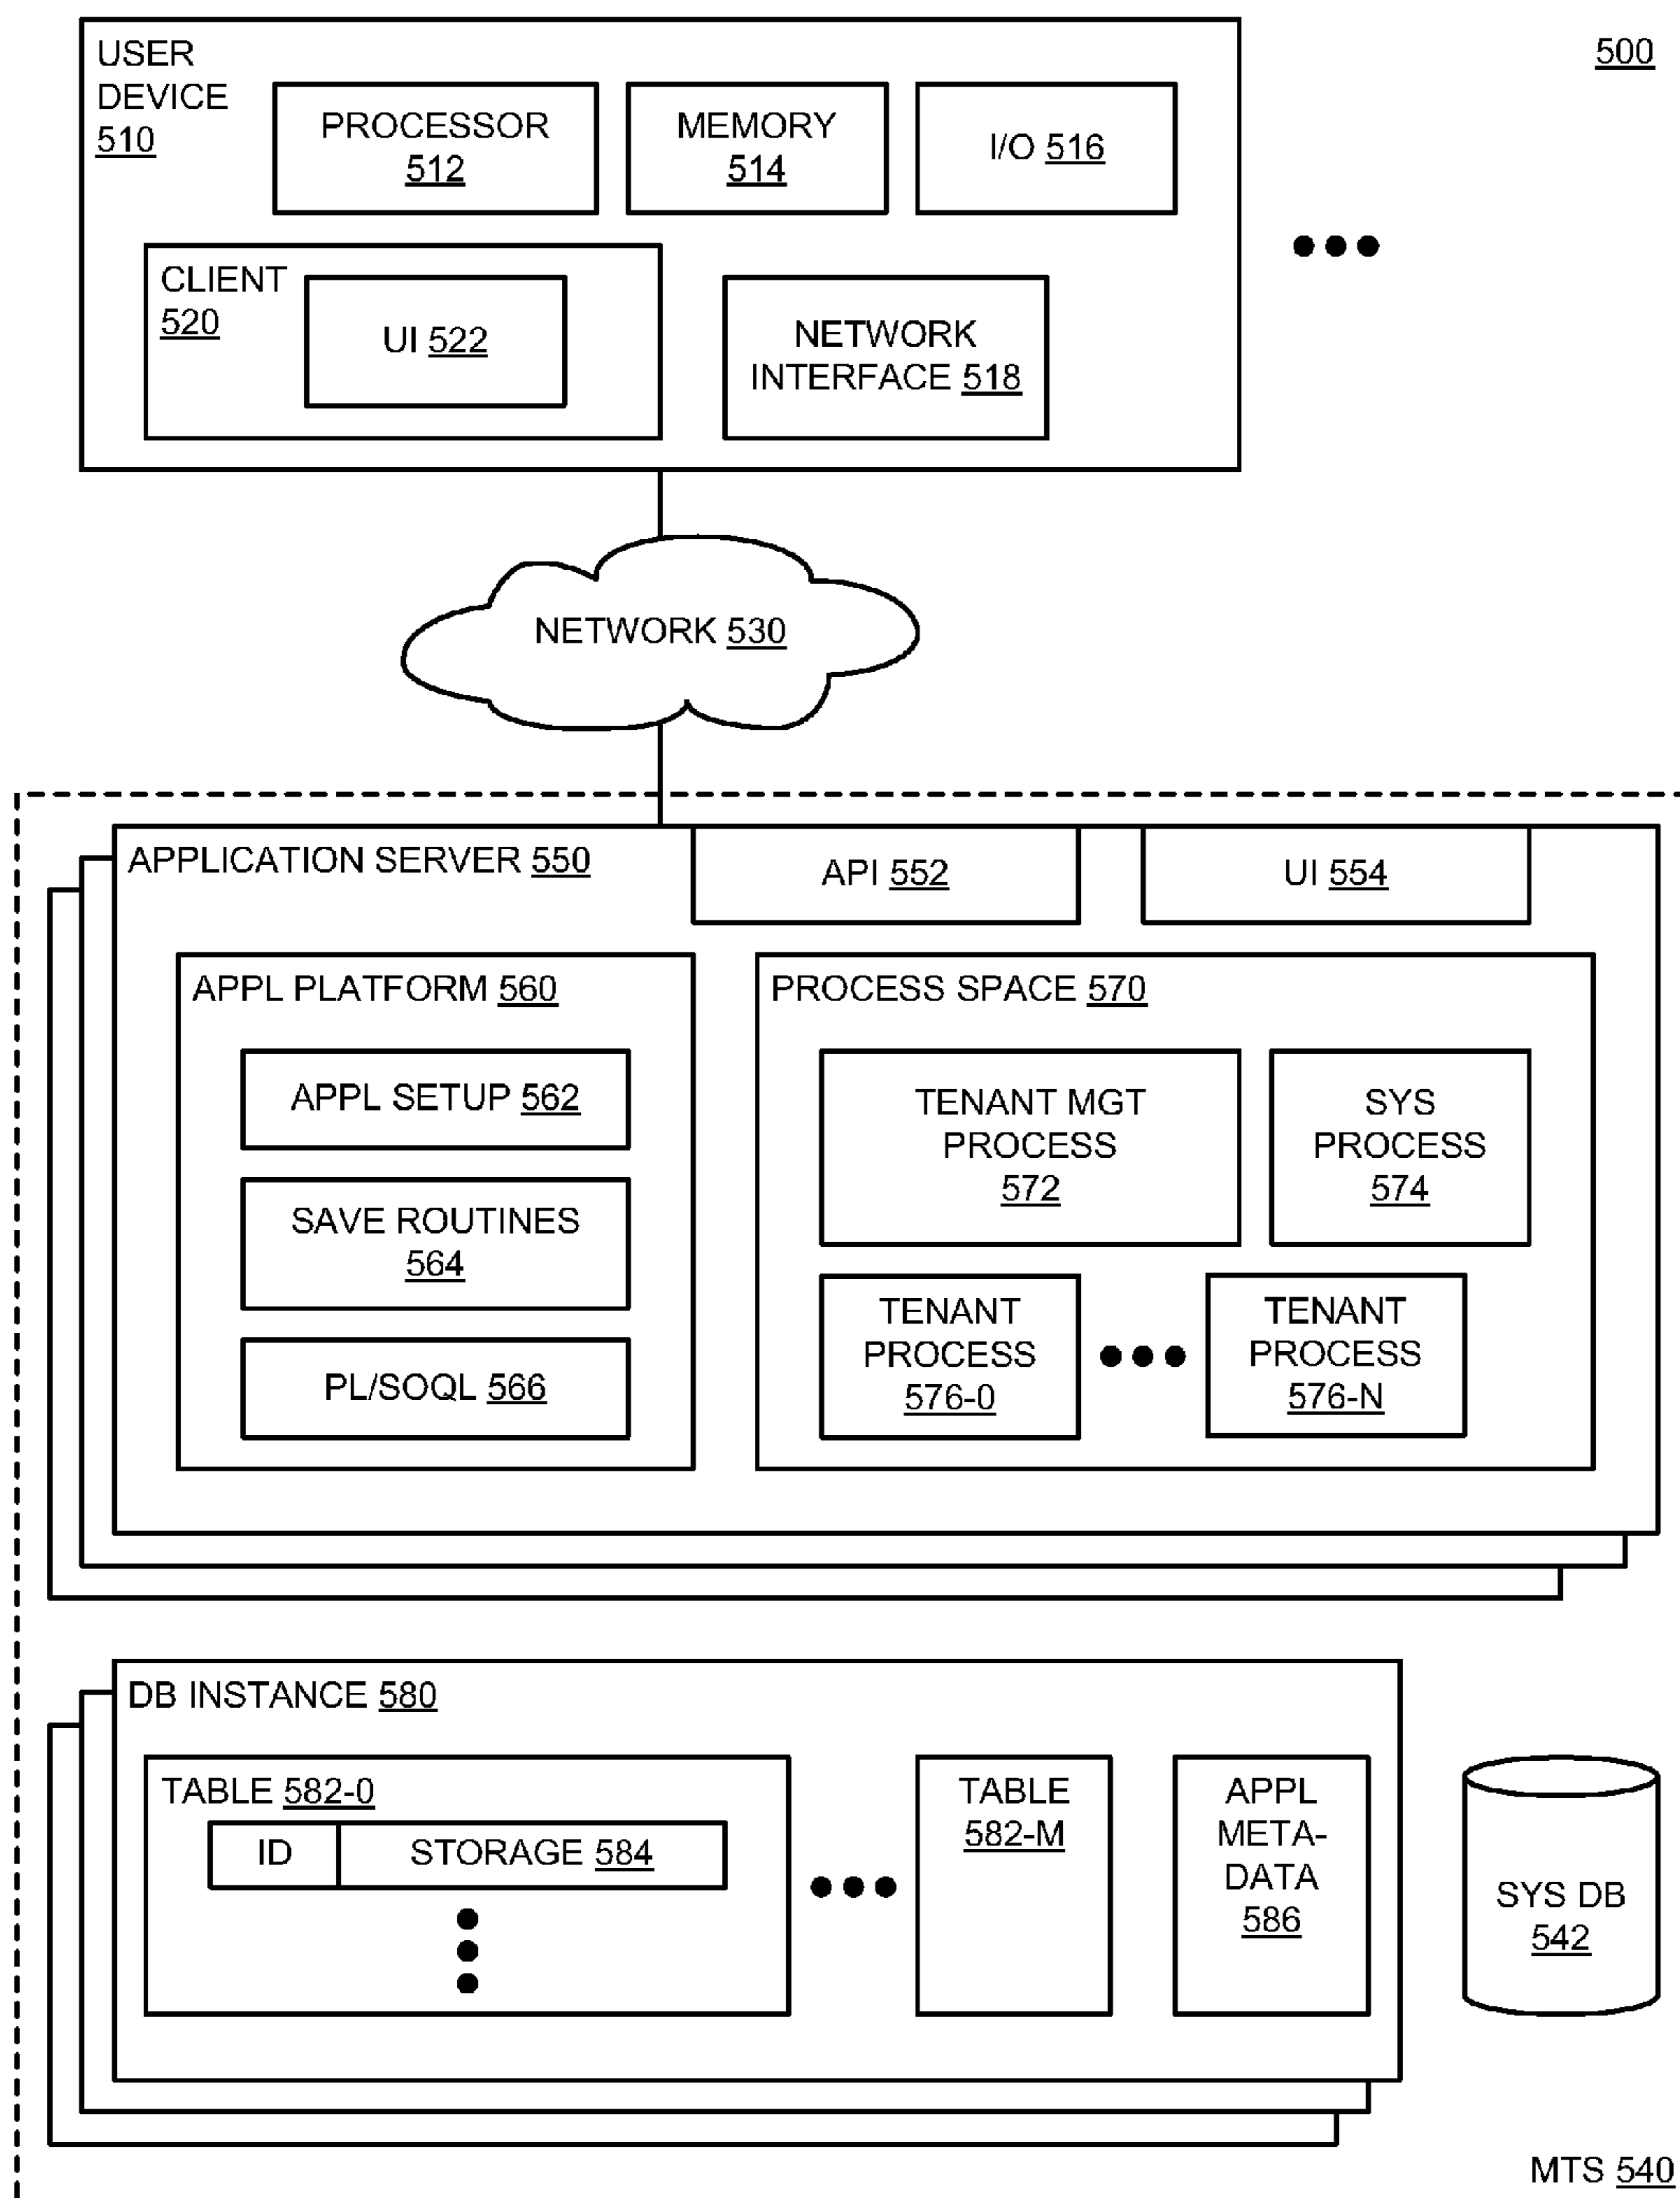 500
USER
DEVICE
510
PROCESSOR
512
MEMORY
514
I/O 516
CLIENT
520
UI 522
NETWORK
INTERFACE 518
NETWORK 530
APPLICATION SERVER 550
API 552
UI 554
APPL PLATFORM 560
APPL SETUP 562
SAVE ROUTINES
564
PL/SOQL 566
PROCESS SPACE 570
TENANT MGT
PROCESS
572
SYS
PROCESS
574
TENANT
PROCESS
576-0
TENANT
PROCESS
576-N
DB INSTANCE 580
TABLE 582-0
ID
STORAGE 584
TABLE
582-M
APPL
META-
DATA
586
SYS DB
542
MTS 540